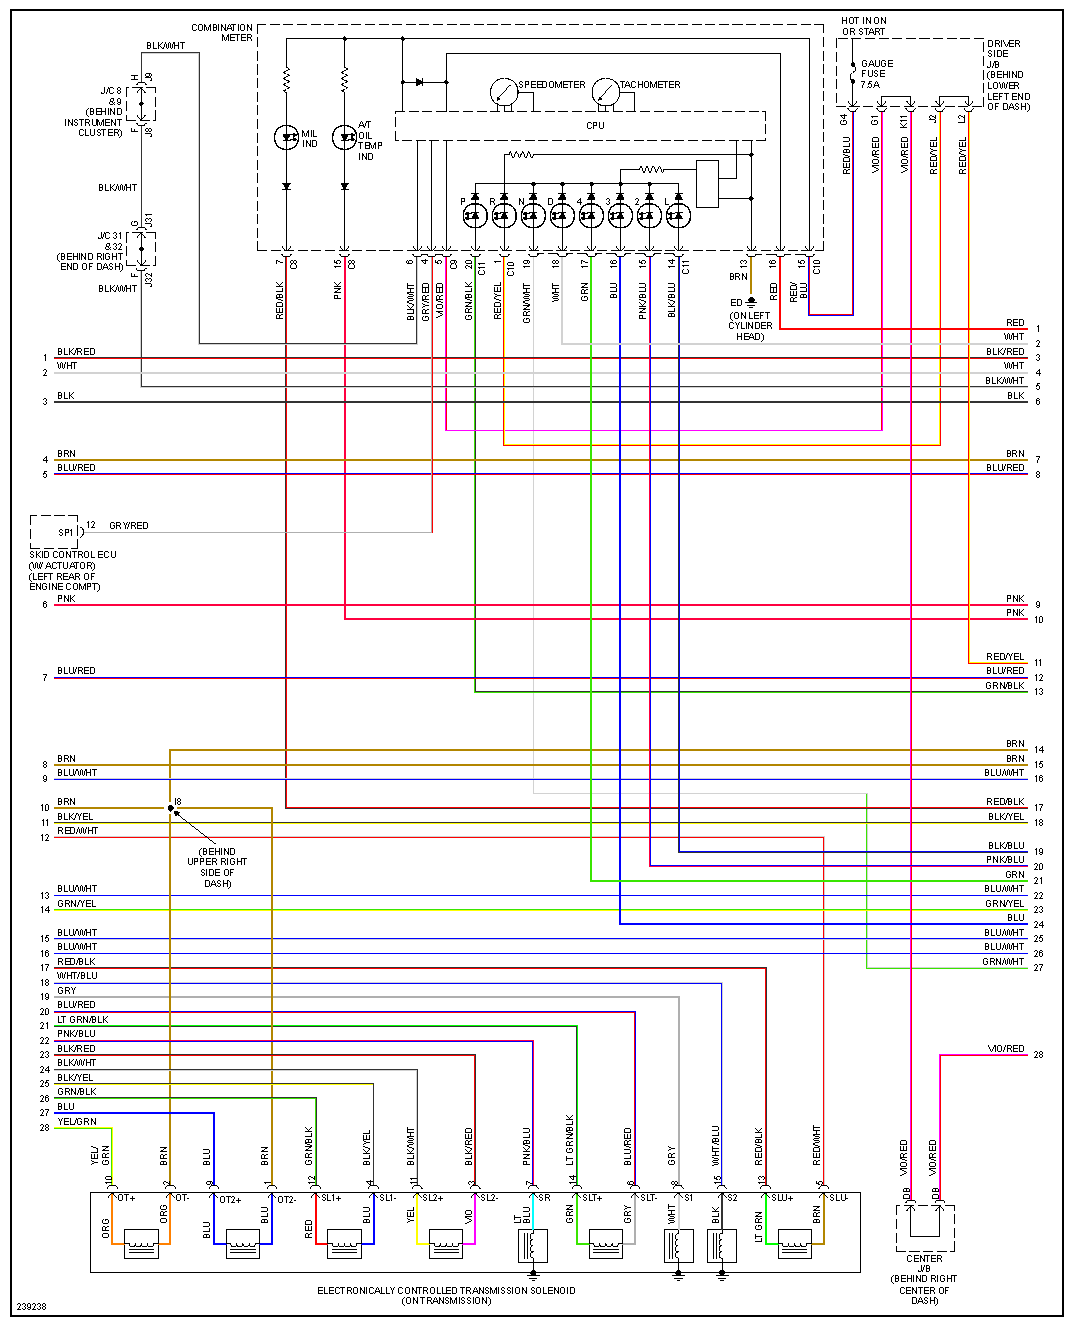 HOT IN ON
OR START
COMBINATION
METER
BLK/WHT
DRIVER
SIDE
J/B
(BEHIND
LOWER
LEFT END
OF DASH)
GAUGE
FUSE
7.5A
H
J9
J/C 8
& 9
(BEHIND
INSTRUMENT
CLUSTER)
F
J8
SPEEDOMETER
TACHOMETER
CPU
MIL
IND
A/T
OIL
TEMP
IND
G4
G1
K11
J2
L2
RED/BLU
VIO/RED
VIO/RED
RED/YEL
RED/YEL
BLK/WHT
P
R
N
D
4
3
2
L
G
J31
J/C 31
& 32
(BEHIND RIGHT
END OF DASH)
F
J32
BLK/WHT
7
C8
15
C8
6
4
5
C9
20
C11
1
C10
19
18
17
16
15
14
C11
13
16
15
C10
RED/BLK
PNK
BLK/WHT
GRY/RED
VIO/RED
GRN/BLK
RED/YEL
GRN/WHT
WHT
GRN
BLU
PNK/BLU
BLK/BLU
BRN
RED
RED/
BLU
ED
(ON LEFT
CYLINDER
HEAD)
RED 1
WHT 2
1 BLK/RED BLK/RED 3
2 WHT WHT 4
BLK/WHT 5
3 BLK BLK 6
4 BRN BRN 7
5 BLU/RED BLU/RED 8
SP1
12 GRY/RED
SKID CONTROL ECU
(W/ ACTUATOR)
(LEFT REAR OF
ENGINE COMPT)
6 PNK PNK 9
PNK 10
RED/YEL 11
7 BLU/RED BLU/RED 12
GRN/BLK 13
BRN 14
8 BRN BRN 15
9 BLU/WHT BLU/WHT 16
10 BRN I8 RED/BLK 17
11 BLK/YEL BLK/YEL 18
12 RED/WHT
(BEHIND
UPPER RIGHT
SIDE OF
DASH)
BLK/BLU 19
PNK/BLU 20
GRN 21
13 BLU/WHT BLU/WHT 22
14 GRN/YEL GRN/YEL 23
BLU 24
15 BLU/WHT BLU/WHT 25
16 BLU/WHT BLU/WHT 26
17 RED/BLK GRN/WHT 27
18 WHT/BLU
19 GRY
20 BLU/RED
21 LT GRN/BLK
22 PNK/BLU
23 BLK/RED VIO/RED 28
24 BLK/WHT
25 BLK/YEL
26 GRN/BLK
27 BLU
28 YEL/GRN
YEL/
GRN
BRN
BLU
BRN
GRN/BLK
BLK/YEL
BLK/WHT
BLK/RED
PNK/BLU
LT GRN/BLK
BLU/RED
GRY
WHT/BLU
RED/BLK
RED/WHT
VIO/RED
VIO/RED
10
2
9
1
12
4
11
3
7
14
6
8
15
13
5
DB
DB
OT+
OT-
OT2+
OT2-
SL1+
SL1-
SL2+
SL2-
SR
SLT+
SLT-
S1
S2
SLU+
SLU-
ORG
ORG
BLU
BLU
RED
BLU
YEL
VIO
LT
BLU
GRN
GRY
WHT
BLK
LT GRN
BRN
CENTER
J/B
(BEHIND RIGHT
CENTER OF
DASH)
ELECTRONICALLY CONTROLLED TRANSMISSION SOLENOID
(ON TRANSMISSION)
239238